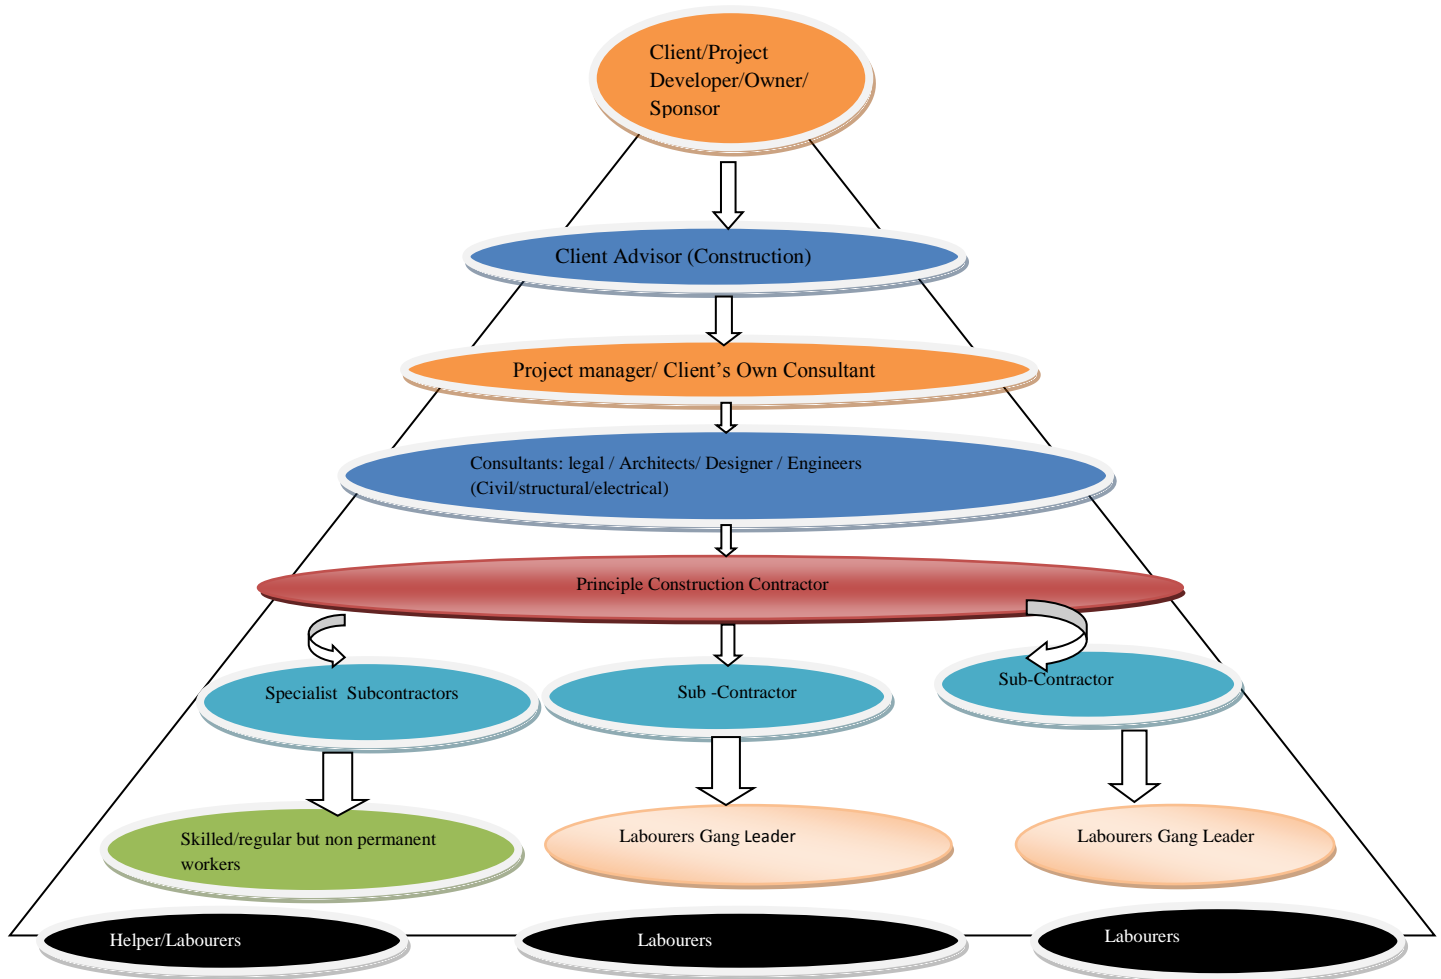 Client/Project
Developer/Owner/
Sponsor
Client Advisor (Construction)
Project manager/ Client’s Own Consultant
Consultants: legal / Architects/ Designer / Engineers
(Civil/structural/electrical)
Principle Construction Contractor
Specialist Subcontractors
Sub -Contractor
Sub-Contractor
Skilled/regular but non permanent
workers
Labourers Gang Leader
Labourers Gang Leader
Helper/Labourers
Labourers
Labourers